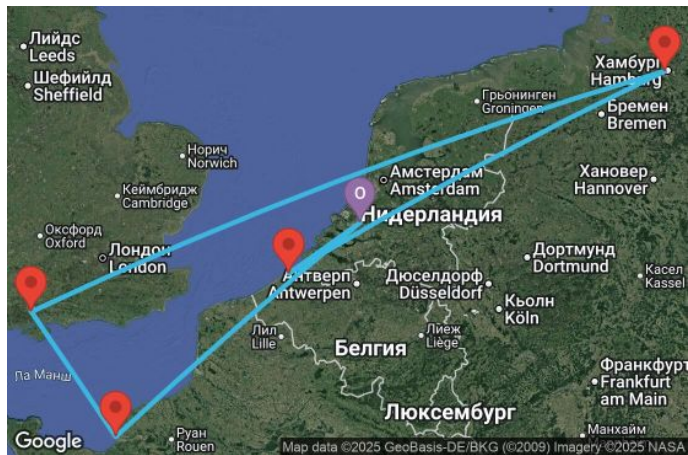 Лийдс
Leeds
Шефийлд
Sheffield
Норич
Norwich
Кеймбридж
Cambridge
Оксфорд
Oxford
Лондон
London
Ла Манш
Лил
Lille
Руан
Rouen
Грьонинген
Groningen
Амстердам
Amsterdam
O
Нидерландия
Антверп
Antwerpen
Белгия
Лиеж
Liège
Люксембург
Хамбург
Hamburg
Бремен
Bremen
Хановер
Hannover
Дортмунд
Dortmund
Дюселдорф
Düsseldorf
Кьолн
Köln
Касел
Kassel
Франкфурт
Frankfurt
am Main
Манхайм
Google
Map data ©2025 GeoBasis-DE/BKG (©2009) Imagery ©2025 NASA